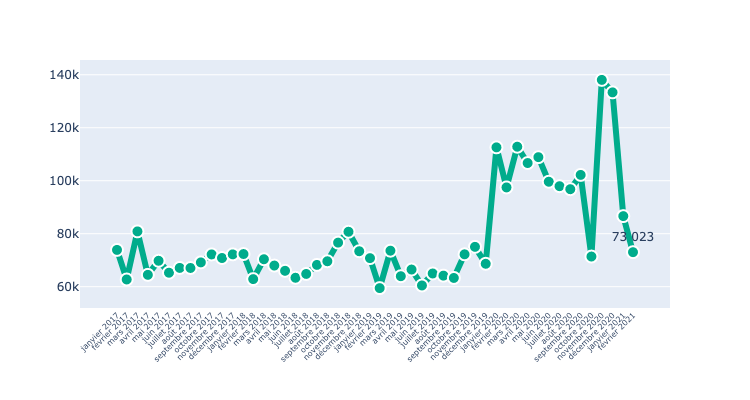 140k
120k
100k
80k
60k
73,023
janvier 2017
février 2017
mars 2017
avril 2017
mai 2017
juin 2017
juillet 2017
août 2017
septembre 2017
octobre 2017
novembre 2017
décembre 2017
janvier 2018
février 2018
mars 2018
avril 2018
mai 2018
juin 2018
juillet 2018
août 2018
septembre 2018
octobre 2018
novembre 2018
décembre 2018
janvier 2019
février 2019
mars 2019
avril 2019
mai 2019
juin 2019
juillet 2019
août 2019
septembre 2019
octobre 2019
novembre 2019
décembre 2019
janvier 2020
février 2020
mars 2020
avril 2020
mai 2020
juin 2020
juillet 2020
août 2020
septembre 2020
octobre 2020
novembre 2020
décembre 2020
janvier 2021
février 2021